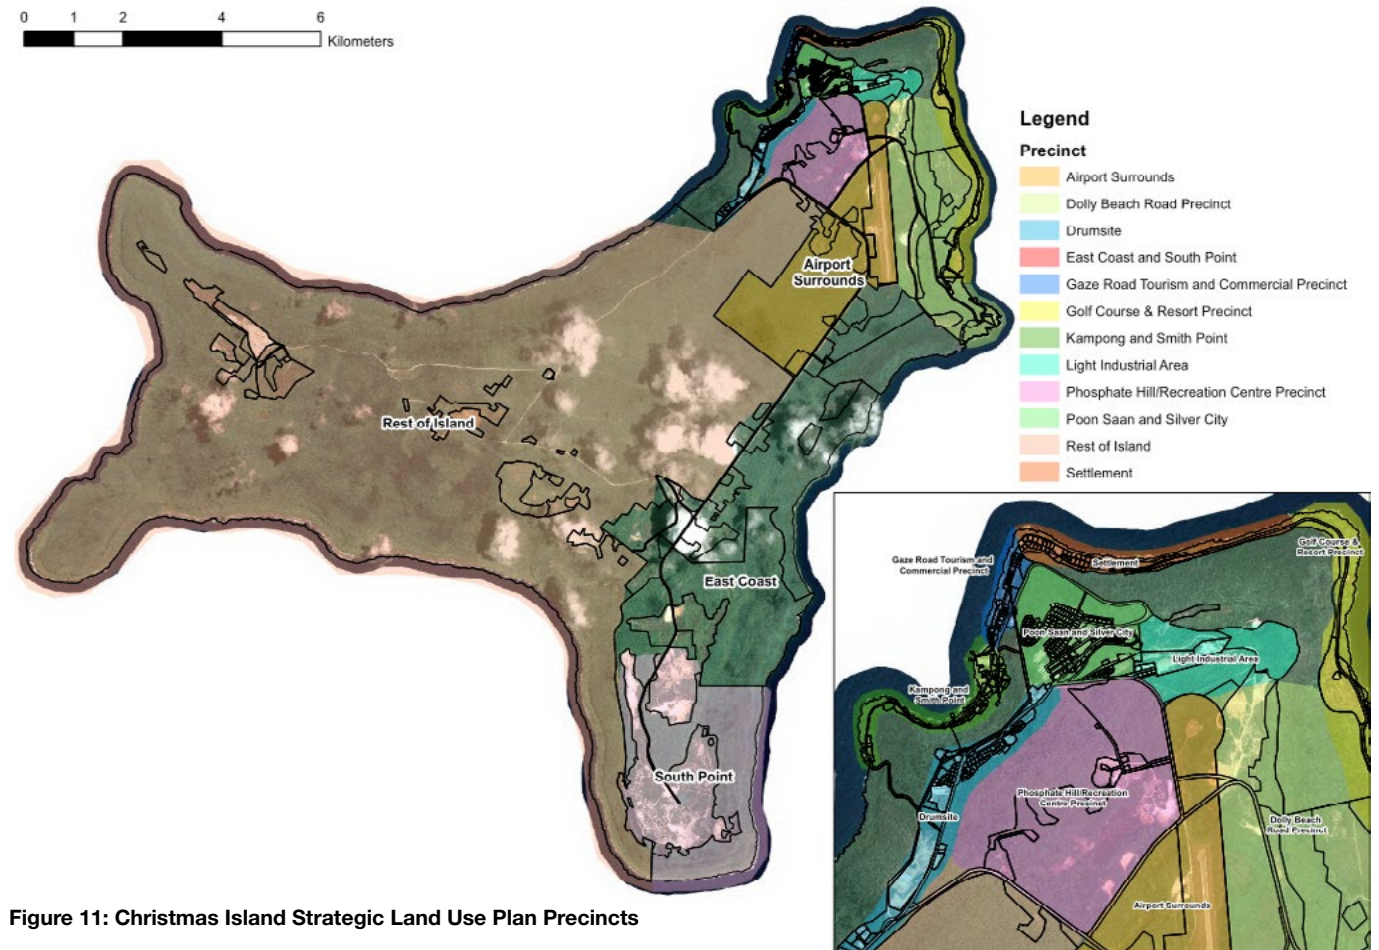 0 1 2 4 6
Kilometers
Legend
Precinct
Airport Surrounds
Dolly Beach Road Precinct
Drumsite
East Coast and South Point
Gaze Road Tourism and Commercial Precinct
Golf Course & Resort Precinct
Kampong and Smith Point
Light Industrial Area
Phosphate Hill/Recreation Centre Precinct
Poon Saan and Silver City
Rest of Island
Settlement
Airport
Surrounds
Rest of Island
East Coast
South Point
Gaze Road Tourism and
Commercial Precinct
Settlement
Golf Course &
Resort Precinct
Poon Saan and Silver City
Light Industrial Area
Kampong and
Smith Point
Phosphate Hill/Recreation
Centre Precinct
Drumsite
Dolly Beach
Road Precinct
Airport Surrounds
Figure 11: Christmas Island Strategic Land Use Plan Precincts